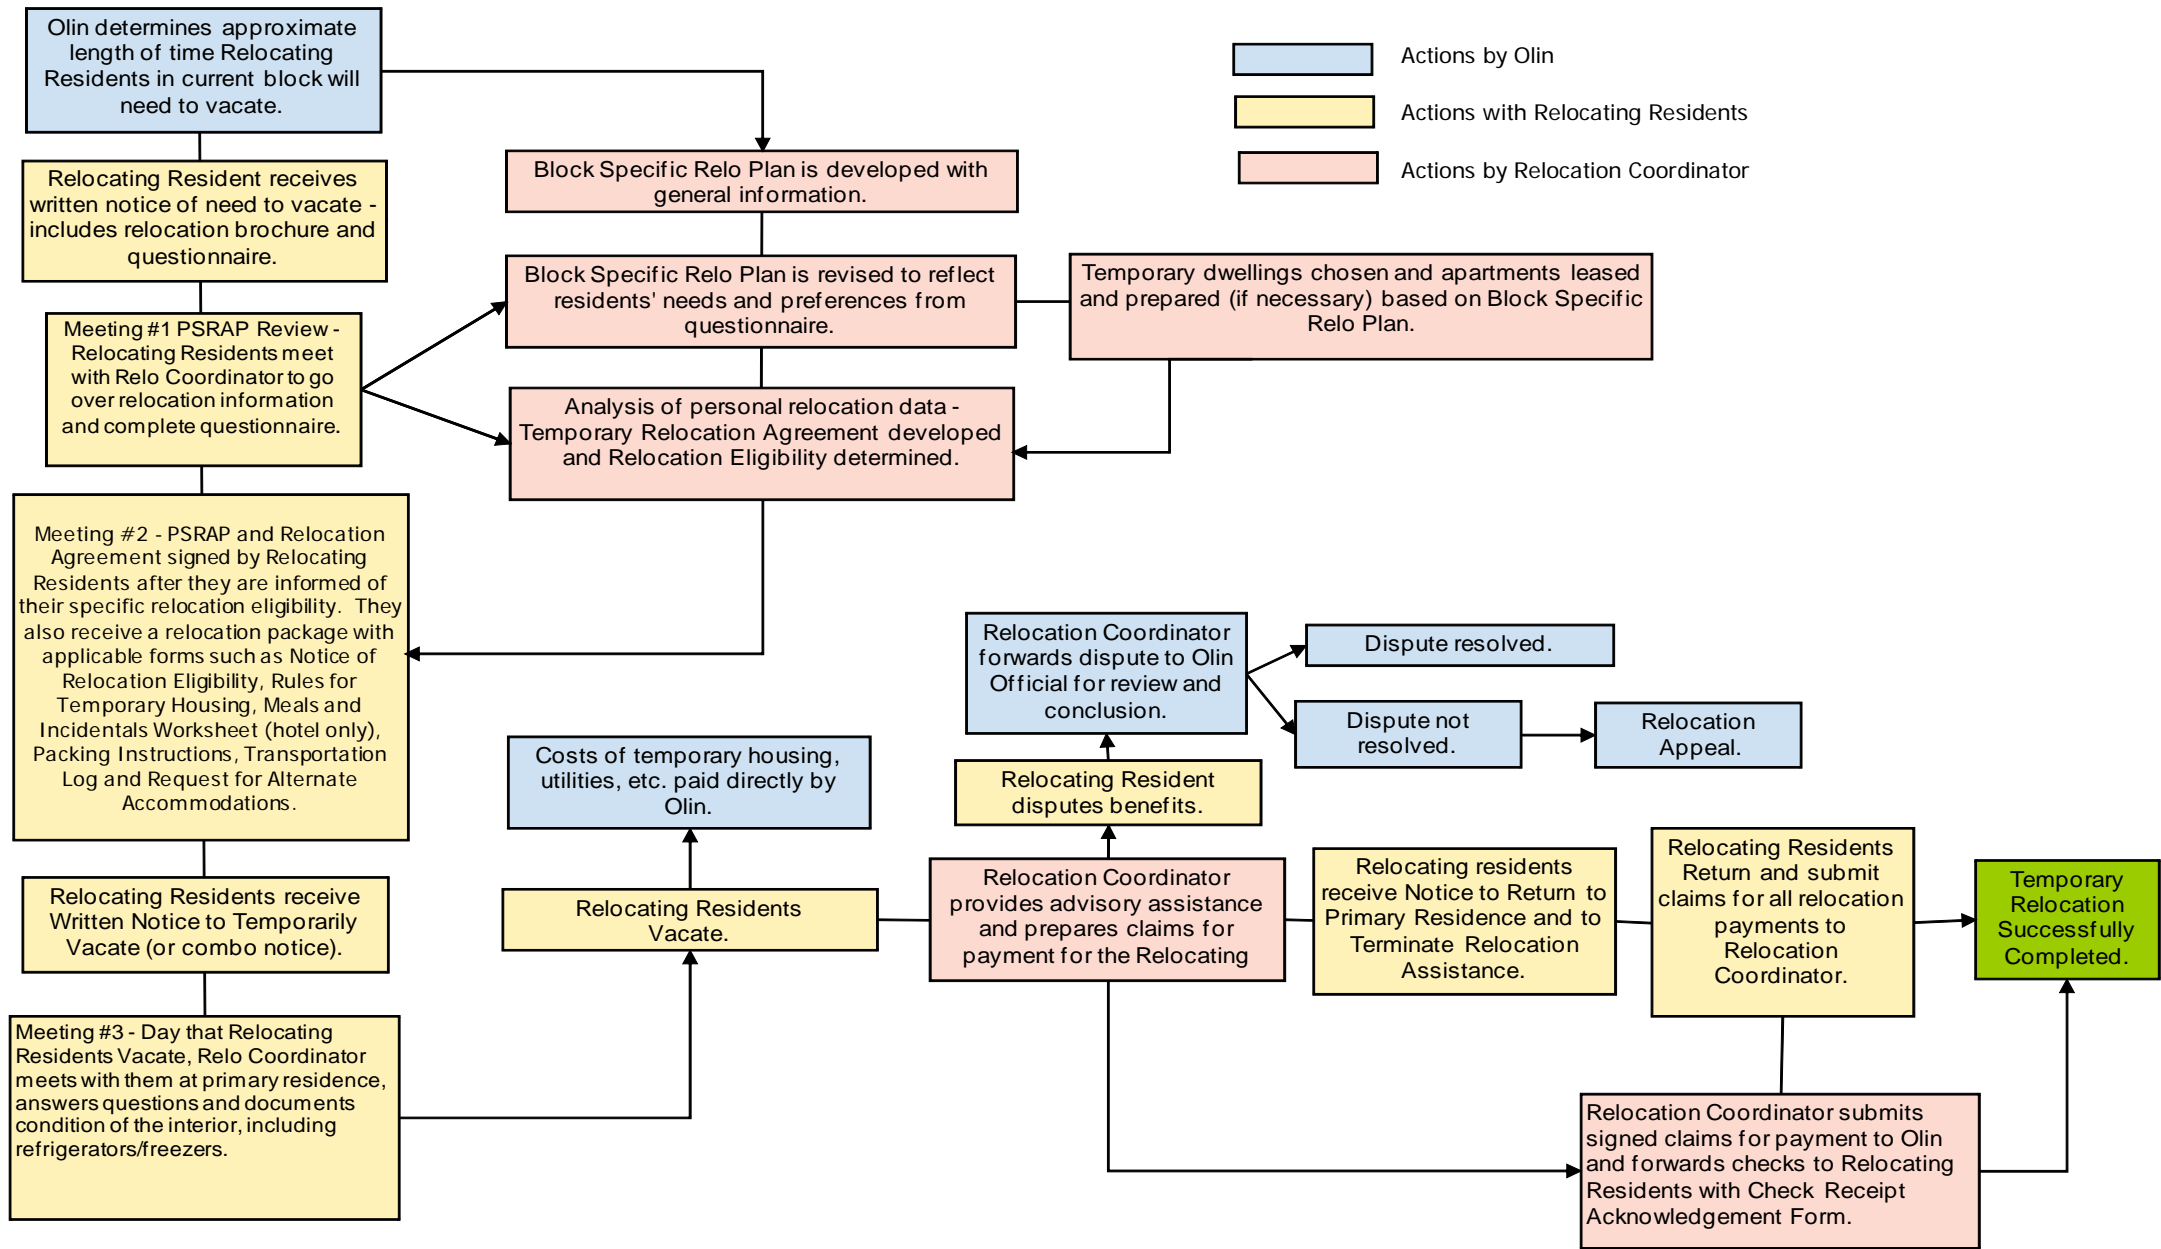 Olin determines approximate
length of time Relocating
Residents in current block will
need to vacate.
Actions by Olin
Actions with Relocating Residents
Actions by Relocation Coordinator
Relocating Resident receives
written notice of need to vacate -
includes relocation brochure and
questionnaire.
Block Specific Relo Plan is developed with
general information.
Block Specific Relo Plan is revised to reflect
residents' needs and preferences from
questionnaire.
Temporary dwellings chosen and apartments leased
and prepared (if necessary) based on Block Specific
Relo Plan.
Meeting #1 PSRAP Review -
Relocating Residents meet
with Relo Coordinator to go
over relocation information
and complete questionnaire.
Analysis of personal relocation data -
Temporary Relocation Agreement developed
and Relocation Eligibility determined.
Meeting #2 - PSRAP and Relocation
Agreement signed by Relocating
Residents after they are informed of
their specific relocation eligibility. They
also receive a relocation package with
applicable forms such as Notice of
Relocation Eligibility, Rules for
Temporary Housing, Meals and
Incidentals Worksheet (hotel only),
Packing Instructions, Transportation
Log and Request for Alternate
Accommodations.
Relocation Coordinator
forwards dispute to Olin
Official for review and
conclusion.
Dispute resolved.
Dispute not
resolved.
Relocation
Appeal.
Costs of temporary housing,
utilities, etc. paid directly by
Olin.
Relocating Resident
disputes benefits.
Relocating Residents receive
Written Notice to Temporarily
Vacate (or combo notice).
Relocating Residents
Vacate.
Relocation Coordinator
provides advisory assistance
and prepares claims for
payment for the Relocating
Relocating residents
receive Notice to Return to
Primary Residence and to
Terminate Relocation
Assistance.
Relocating Residents
Return and submit
claims for all relocation
payments to
Relocation
Coordinator.
Temporary
Relocation
Successfully
Completed.
Meeting #3 - Day that Relocating
Residents Vacate, Relo Coordinator
meets with them at primary residence,
answers questions and documents
condition of the interior, including
refrigerators/freezers.
Relocation Coordinator submits
signed claims for payment to Olin
and forwards checks to Relocating
Residents with Check Receipt
Acknowledgement Form.